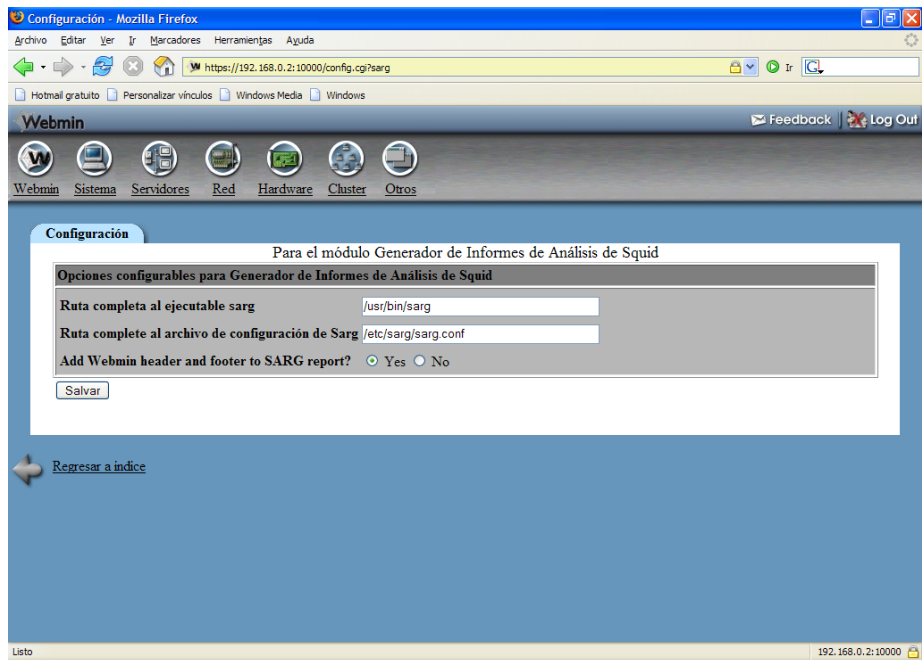 Configuración - Mozilla Firefox
Archivo Editar Ver Ir Marcadores Herramientas Ayuda
https://192.168.0.2:10000/config.cgi?sarg
Ir
Hotmail gratuito Personalizar vínculos Windows Media Windows
Webmin
Feedback Log Out
Webmin Sistema Servidores Red Hardware Cluster Otros
Configuración
Para el módulo Generador de Informes de Análisis de Squid
Opciones configurables para Generador de Informes de Análisis de Squid
Ruta completa al ejecutable sarg /usr/bin/sarg
Ruta complete al archivo de configuración de Sarg /etc/sarg/sarg.conf
Add Webmin header and footer to SARG report? Yes No
Salvar
Regresar a índice
Listo
192.168.0.2:10000